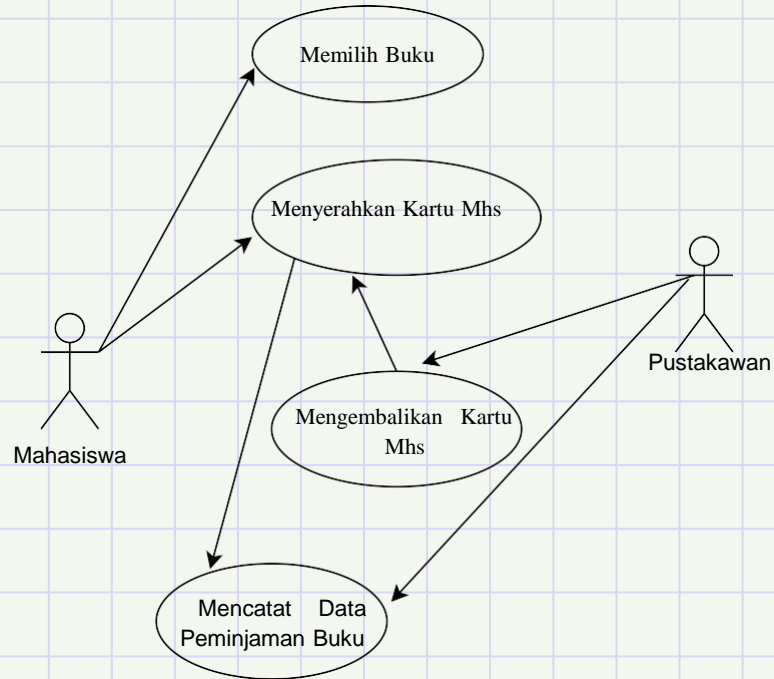 Memilih Buku
Menyerahkan Kartu Mhs
Pustakawan
Mengembalikan Kartu
Mhs
Mahasiswa
Mencatat Data
Peminjaman Buku